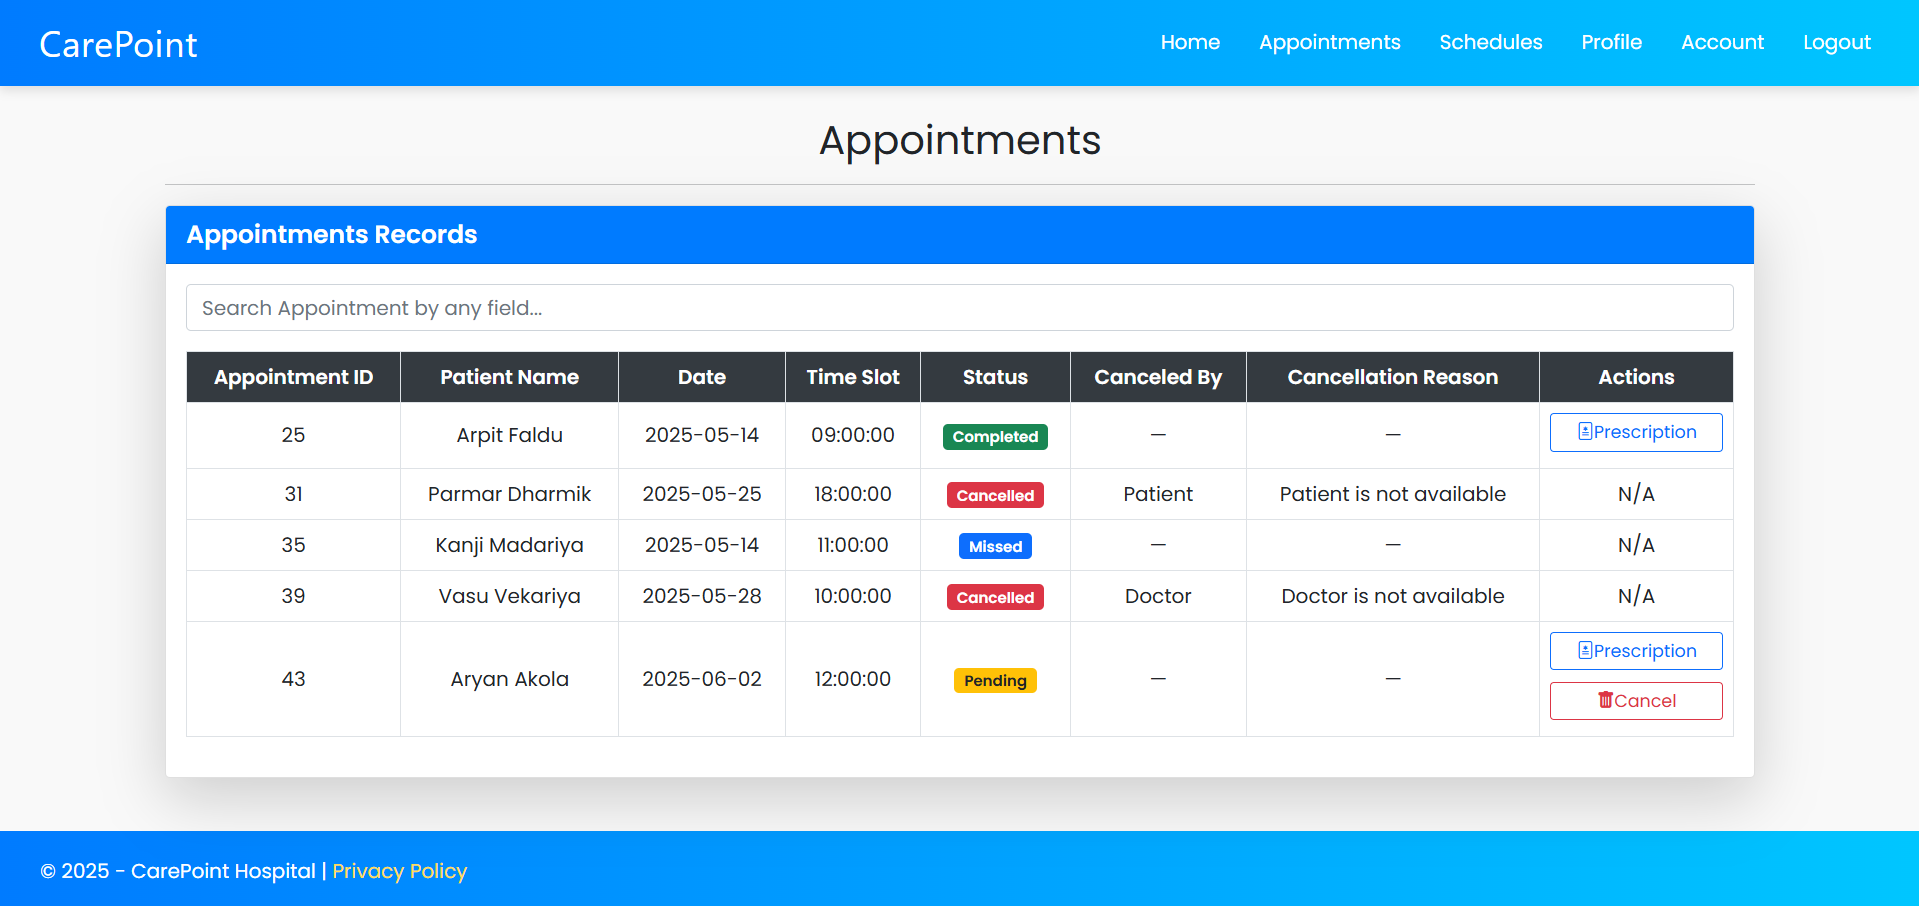 CarePoint
Home Appointments Schedules Profile Account Logout
Appointments
Appointments Records
Search Appointment by any field...
Appointment ID Patient Name Date Time Slot Status Canceled By Cancellation Reason Actions
25 Arpit Faldu 2025-05-14 09:00:00 Completed — — Prescription
31 Parmar Dharmik 2025-05-25 18:00:00 Cancelled Patient Patient is not available N/A
35 Kanji Madariya 2025-05-14 11:00:00 Missed — — N/A
39 Vasu Vekariya 2025-05-28 10:00:00 Cancelled Doctor Doctor is not available N/A
43 Aryan Akola 2025-06-02 12:00:00 Pending — — Prescription
Cancel
© 2025 - CarePoint Hospital | Privacy Policy